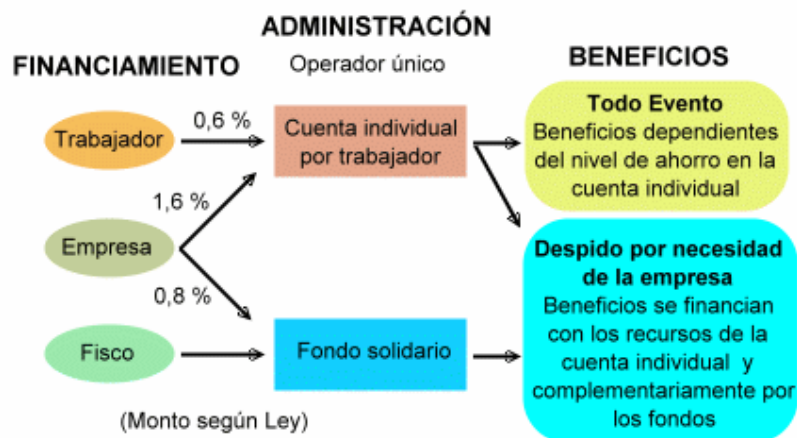 FINANCIAMIENTO
ADMINISTRACIÓN
Operador único
BENEFICIOS
Trabajador
0,6 %
Cuenta individual
por trabajador
Todo Evento
Beneficios dependientes
del nivel de ahorro en la
cuenta individual
1,6 %
Empresa
0,8 %
Despido por necesidad
de la empresa
Beneficios se financian
con los recursos de la
cuenta individual y
complementariamente por
los fondos
Fisco
Fondo solidario
(Monto según Ley)